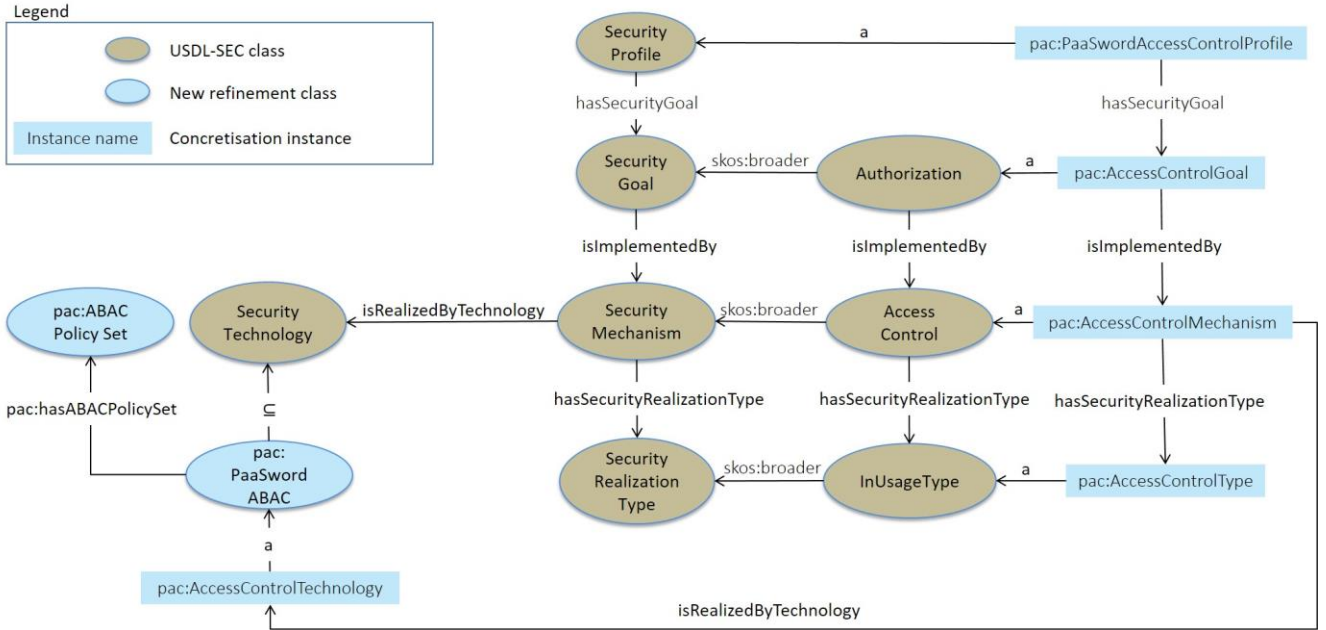 Legend
USDL-SEC class
New refinement class
Instance name
Concretisation instance
Security
Profile
a
pac:PaaSwordAccessControlProfile
hasSecurityGoal
hasSecurityGoal
Security
Goal
skos:broader
Authorization
a
pac:AccessControlGoal
isImplementedBy
isImplementedBy
isImplementedBy
pac:ABAC
Policy Set
Security
Technology
isRealizedByTechnology
Security
Mechanism
skos:broader
Access
Control
a
pac:AccessControlMechanism
pac:hasABACPolicySet
⊆
hasSecurityRealizationType
hasSecurityRealizationType
hasSecurityRealizationType
pac:
PaaSword
ABAC
Security
Realization
Type
skos:broader
InUsageType
a
pac:AccessControlType
a
pac:AccessControlTechnology
isRealizedByTechnology